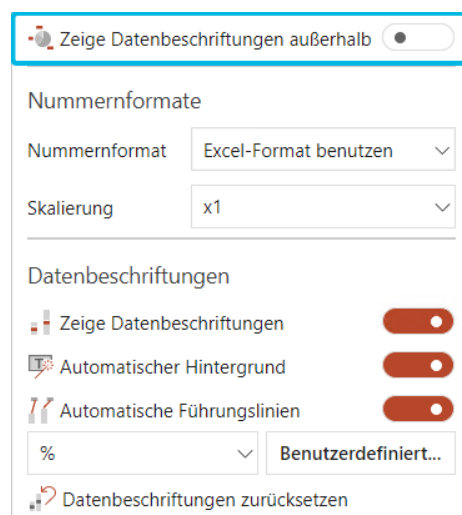 Zeige Datenbeschriftungen außerhalb
Nummernformate
Nummernformat Excel-Format benutzen
Skalierung x1
Datenbeschriftungen
Zeige Datenbeschriftungen
Automatischer Hintergrund
Automatische Führungslinien
% Benutzerdefiniert...
Datenbeschriftungen zurücksetzen